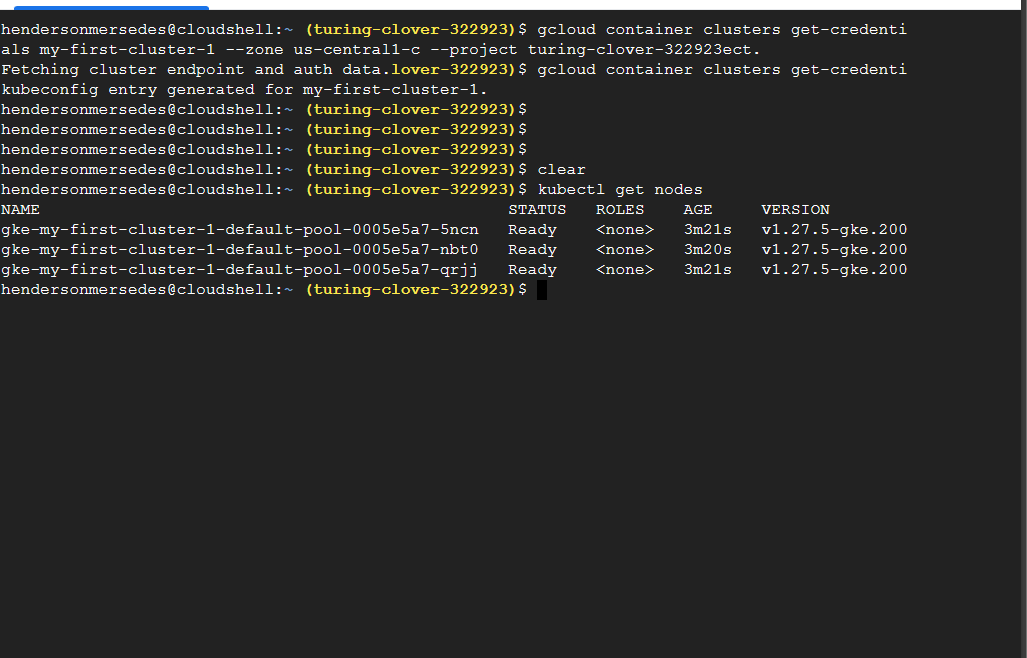 hendersonmersedes@cloudshell:~ (turing-clover-322923)$ gcloud container clusters get-credenti
als my-first-cluster-1 --zone us-central1-c --project turing-clover-322923ect.
Fetching cluster endpoint and auth data.lover-322923)$ gcloud container clusters get-credenti
kubeconfig entry generated for my-first-cluster-1.
hendersonmersedes@cloudshell:~ (turing-clover-322923)$
hendersonmersedes@cloudshell:~ (turing-clover-322923)$
hendersonmersedes@cloudshell:~ (turing-clover-322923)$
hendersonmersedes@cloudshell:~ (turing-clover-322923)$ clear
hendersonmersedes@cloudshell:~ (turing-clover-322923)$ kubectl get nodes
NAME STATUS ROLES AGE VERSION
gke-my-first-cluster-1-default-pool-0005e5a7-5ncn Ready <none> 3m21s v1.27.5-gke.200
gke-my-first-cluster-1-default-pool-0005e5a7-nbt0 Ready <none> 3m20s v1.27.5-gke.200
gke-my-first-cluster-1-default-pool-0005e5a7-qrjj Ready <none> 3m21s v1.27.5-gke.200
hendersonmersedes@cloudshell:~ (turing-clover-322923)$